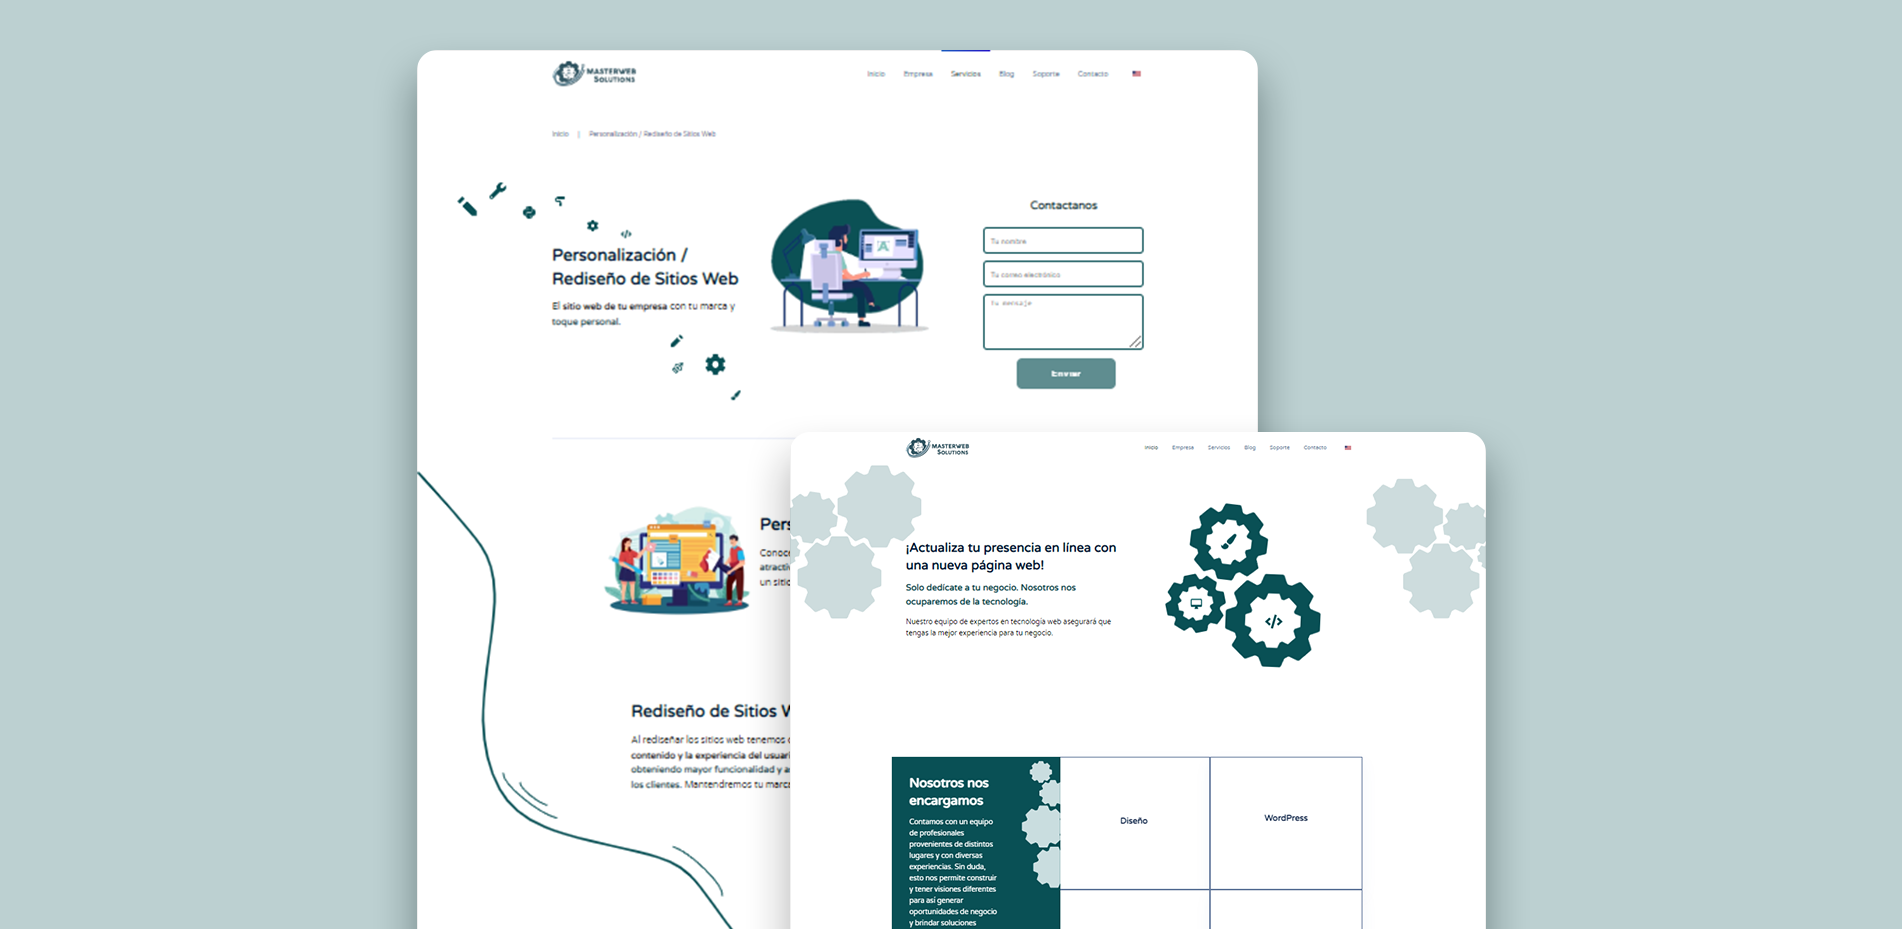 MASTERWEB
SOLUTIONS
Inicio Empresa Servicios Blog Soporte Contacto
Inicio | Personalización / Rediseño de Sitios Web
Personalización /
Rediseño de Sitios Web
El sitio web de tu empresa con tu marca y
toque personal.
A
Contactanos
Tu nombre
Tu correo electrónico
Tu mensaje
Enviar
Pers
Conoce
atracti
un sitio
Rediseño de Sitios W
Al rediseñar los sitios web tenemos
contenido y la experiencia del usuari
obteniendo mayor funcionalidad y a
los clientes. Mantendremos tu marca
MASTERWEB
SOLUTIONS
Inicio Empresa Servicios Blog Soporte Contacto
¡Actualiza tu presencia en línea con
una nueva página web!
Solo dedícate a tu negocio. Nosotros nos
ocuparemos de la tecnología.
Nuestro equipo de expertos en tecnología web asegurará que
tengas la mejor experiencia para tu negocio.
</>
Nosotros nos
encargamos
Contamos con un equipo
de profesionales
provenientes de distintos
lugares y con diversas
experiencias. Sin duda,
esto nos permite construir
y tener visiones diferentes
para así generar
oportunidades de negocio
y brindar soluciones
Diseño
WordPress